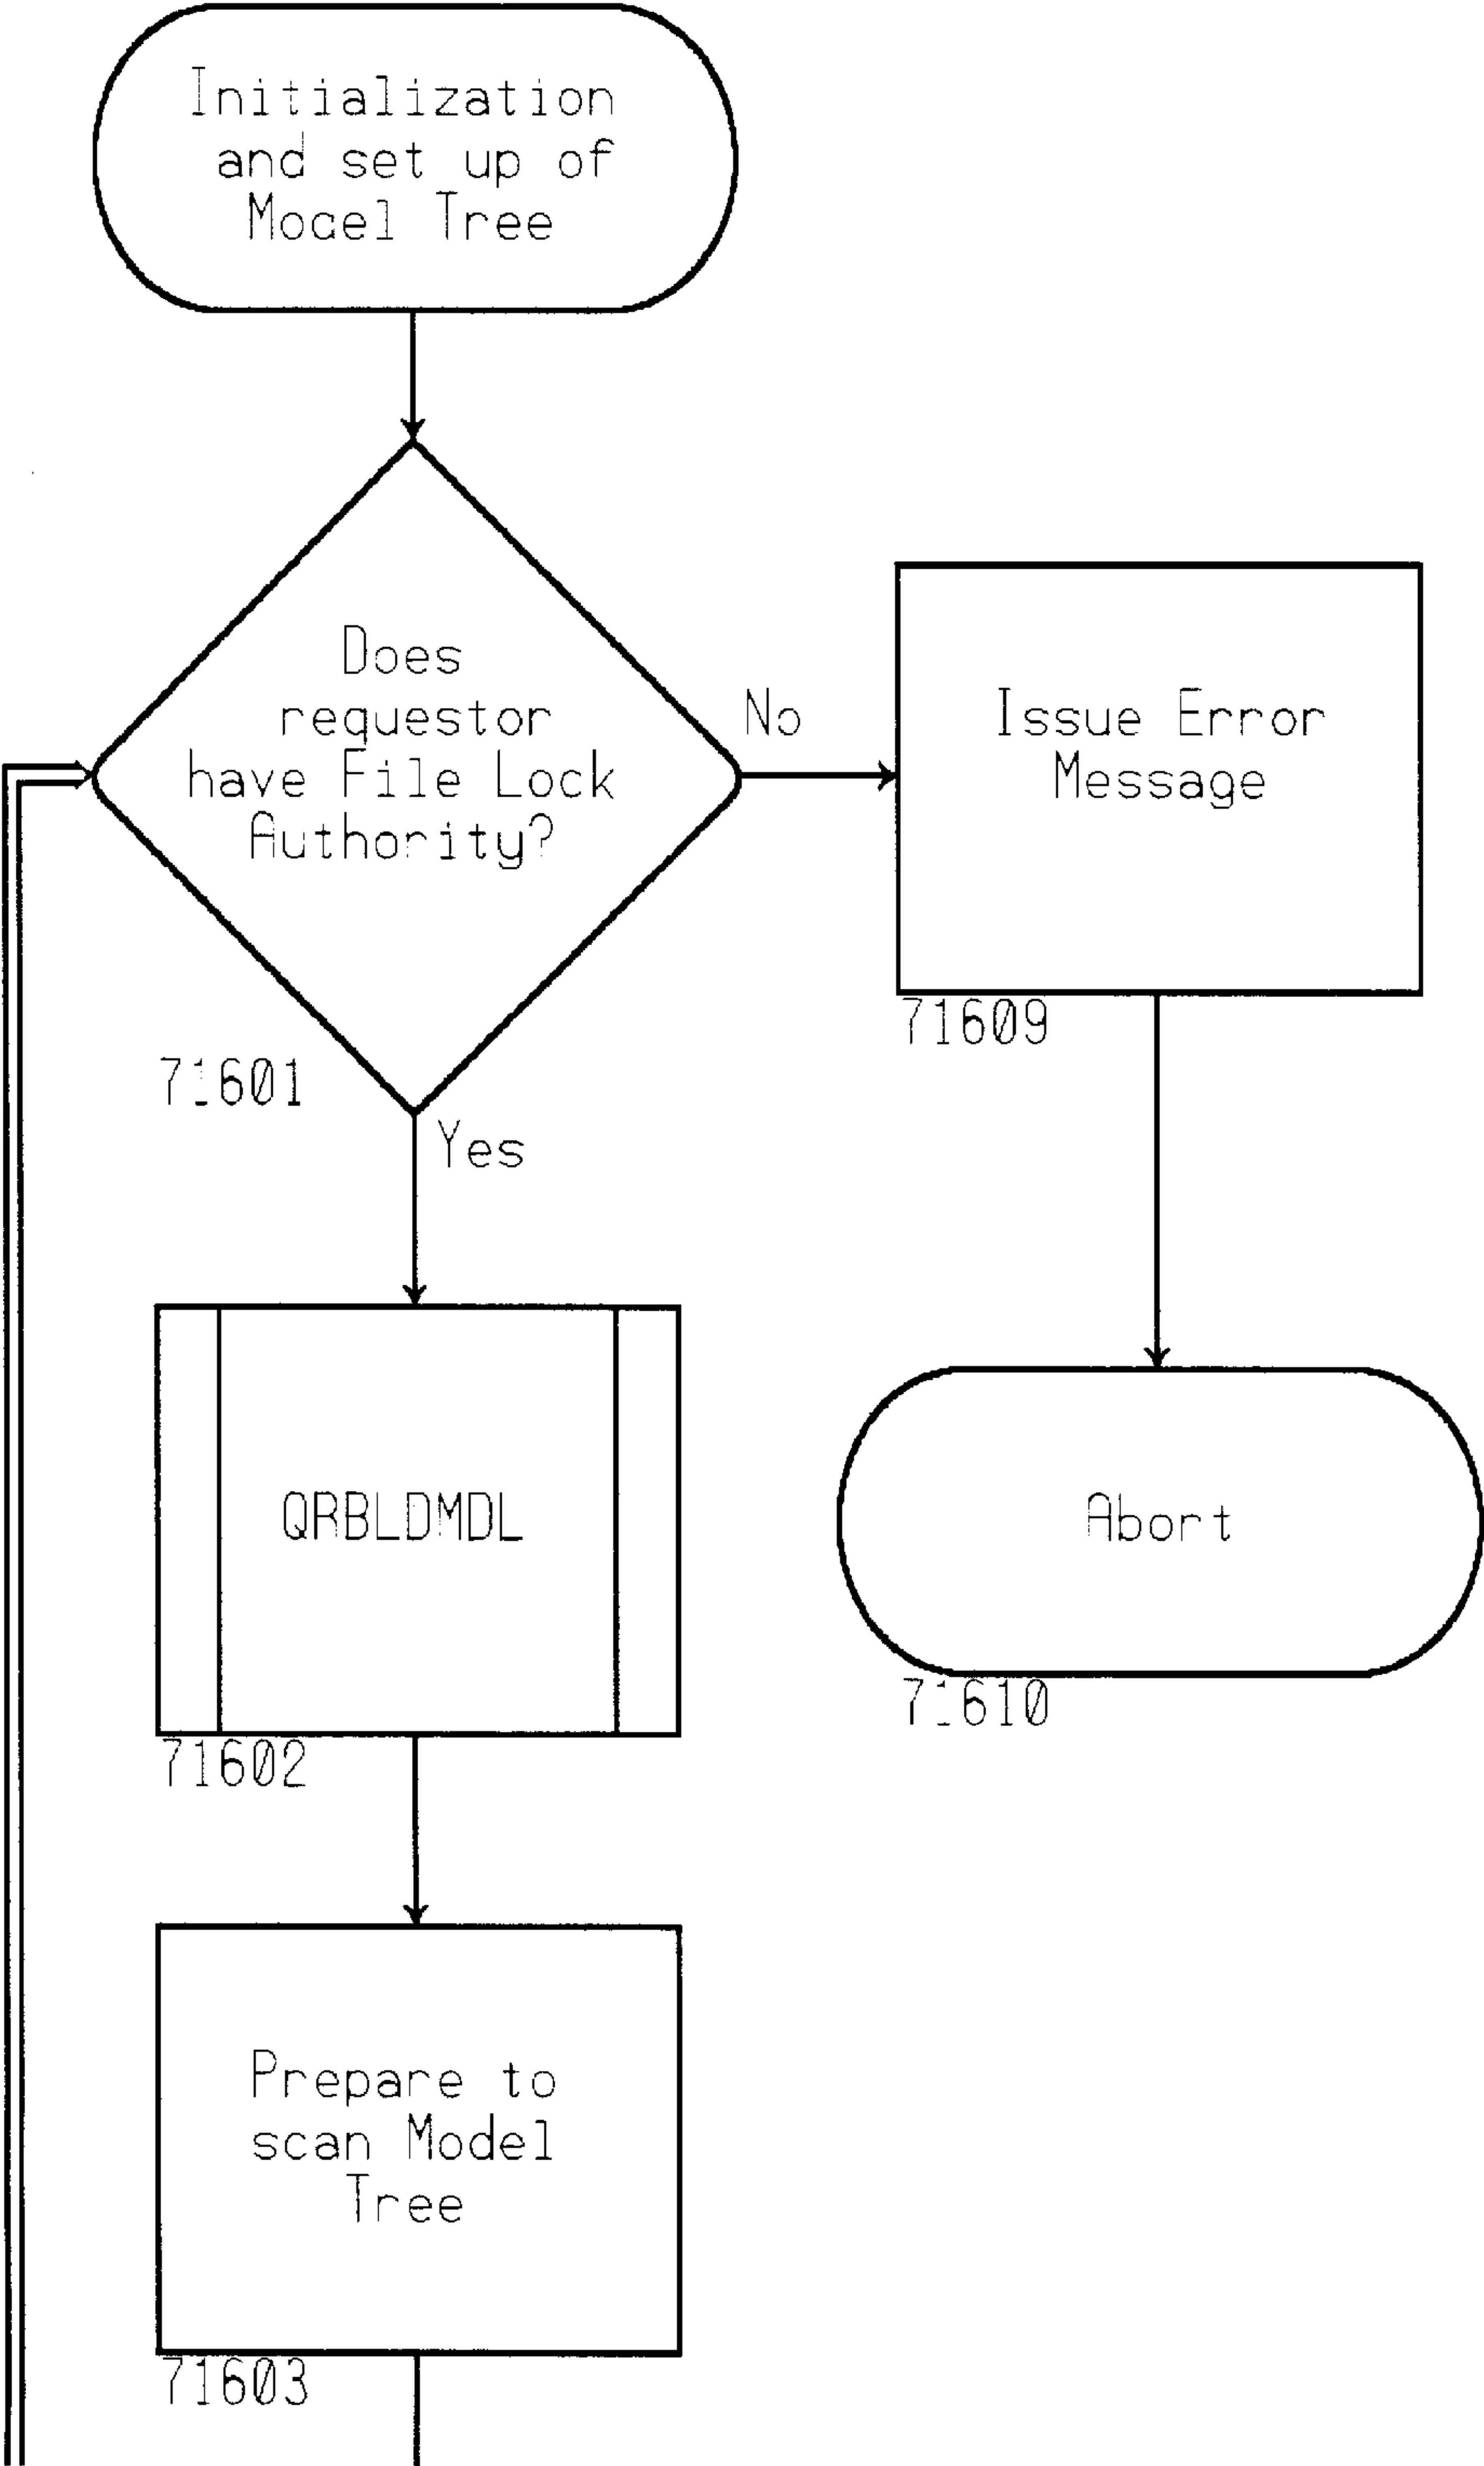 Initialization
and set up of
Model Tree
Does
requestor
have File Lock
Authority?
No
Issue Error
Message
71609
71601
Yes
QRBLDMDL
Abort
71610
71602
Prepare to
scan Model
Tree
71603